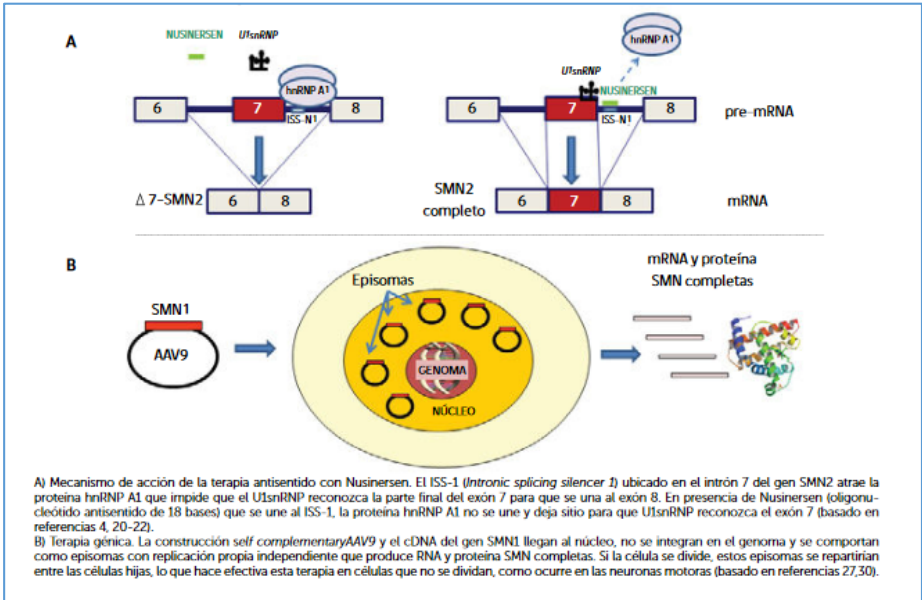 A
NUSINERSEN
U1snRNP
hnRNP A1
6
7
8
ISS-N1
Δ 7-SMN2
6
8
hnRNP A1
U1snRNP
NUSINERSEN
6
7
8
ISS-N1
pre-mRNA
SMN2
completo
6
7
8
mRNA
B
SMN1
AAV9
Episomas
GENOMA
NÚCLEO
mRNA y proteína
SMN completas
A) Mecanismo de acción de la terapia antisentido con Nusinersen. El ISS-1 (Intronic splicing silencer 1) ubicado en el intrón 7 del gen SMN2 atrae la
proteína hnRNP A1 que impide que el U1snRNP reconozca la parte final del exón 7 para que se una al exón 8. En presencia de Nusinersen (oligonu-
cleótido antisentido de 18 bases) que se une al ISS-1, la proteína hnRNP A1 no se une y deja sitio para que U1snRNP reconozca el exón 7 (basado en
referencias 4, 20-22).
B) Terapia génica. La construcción self complementaryAAV9 y el cDNA del gen SMN1 llegan al núcleo, no se integran en el genoma y se comportan
como episomas con replicación propia independiente que produce RNA y proteína SMN completas. Si la célula se divide, estos episomas se repartirían
entre las células hijas, lo que hace efectiva esta terapia en células que no se dividan, como ocurre en las neuronas motoras (basado en referencias 27,30).